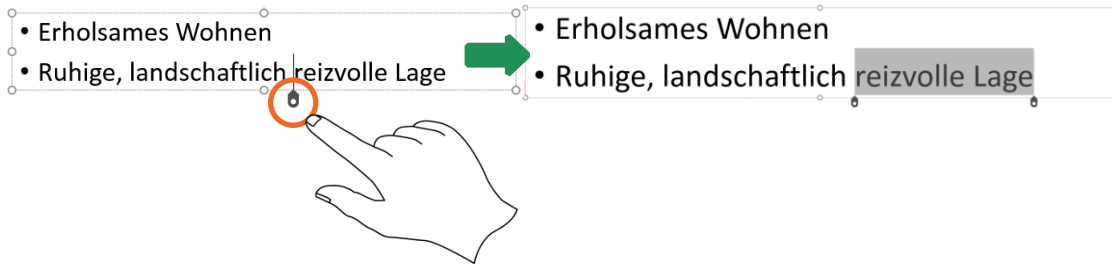 • Erholsames Wohnen
• Ruhige, landschaftlich reizvolle Lage
• Erholsames Wohnen
• Ruhige, landschaftlich reizvolle Lage